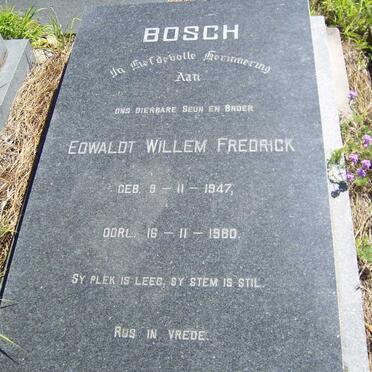 BOSCH
In Liefdevolle Herinnering
Aan
ONS DIERBARE SEUN EN BROER
EDWALDT WILLEM FREDRICK
GEB. 9-11-1947,
OORL. 16-11-1980.
SY PLEK IS LEEG, SY STEM IS STIL.
RUS IN VREDE.